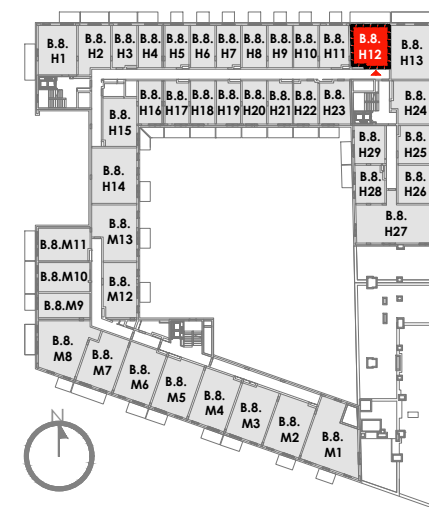 B.8.
H1
B.8.
H2
B.8.
H3
B.8.
H4
B.8.
H5
B.8.
H6
B.8.
H7
B.8.
H8
B.8.
H9
B.8.
H10
B.8.
H11
B.8.
H12
B.8.
H13
B.8.
H15
B.8.
H16
B.8.
H17
B.8.
H18
B.8.
H19
B.8.
H20
B.8.
H21
B.8.
H22
B.8.
H23
B.8.
H24
B.8.
H29
B.8.
H25
B.8.
H14
B.8.
H28
B.8.
H26
B.8.
M13
B.8.
H27
B.8.M11
B.8.M10
B.8.
M12
B.8.M9
B.8.
M8
B.8.
M7
B.8.
M6
B.8.
M5
B.8.
M4
B.8.
M3
B.8.
M2
B.8.
M1
N